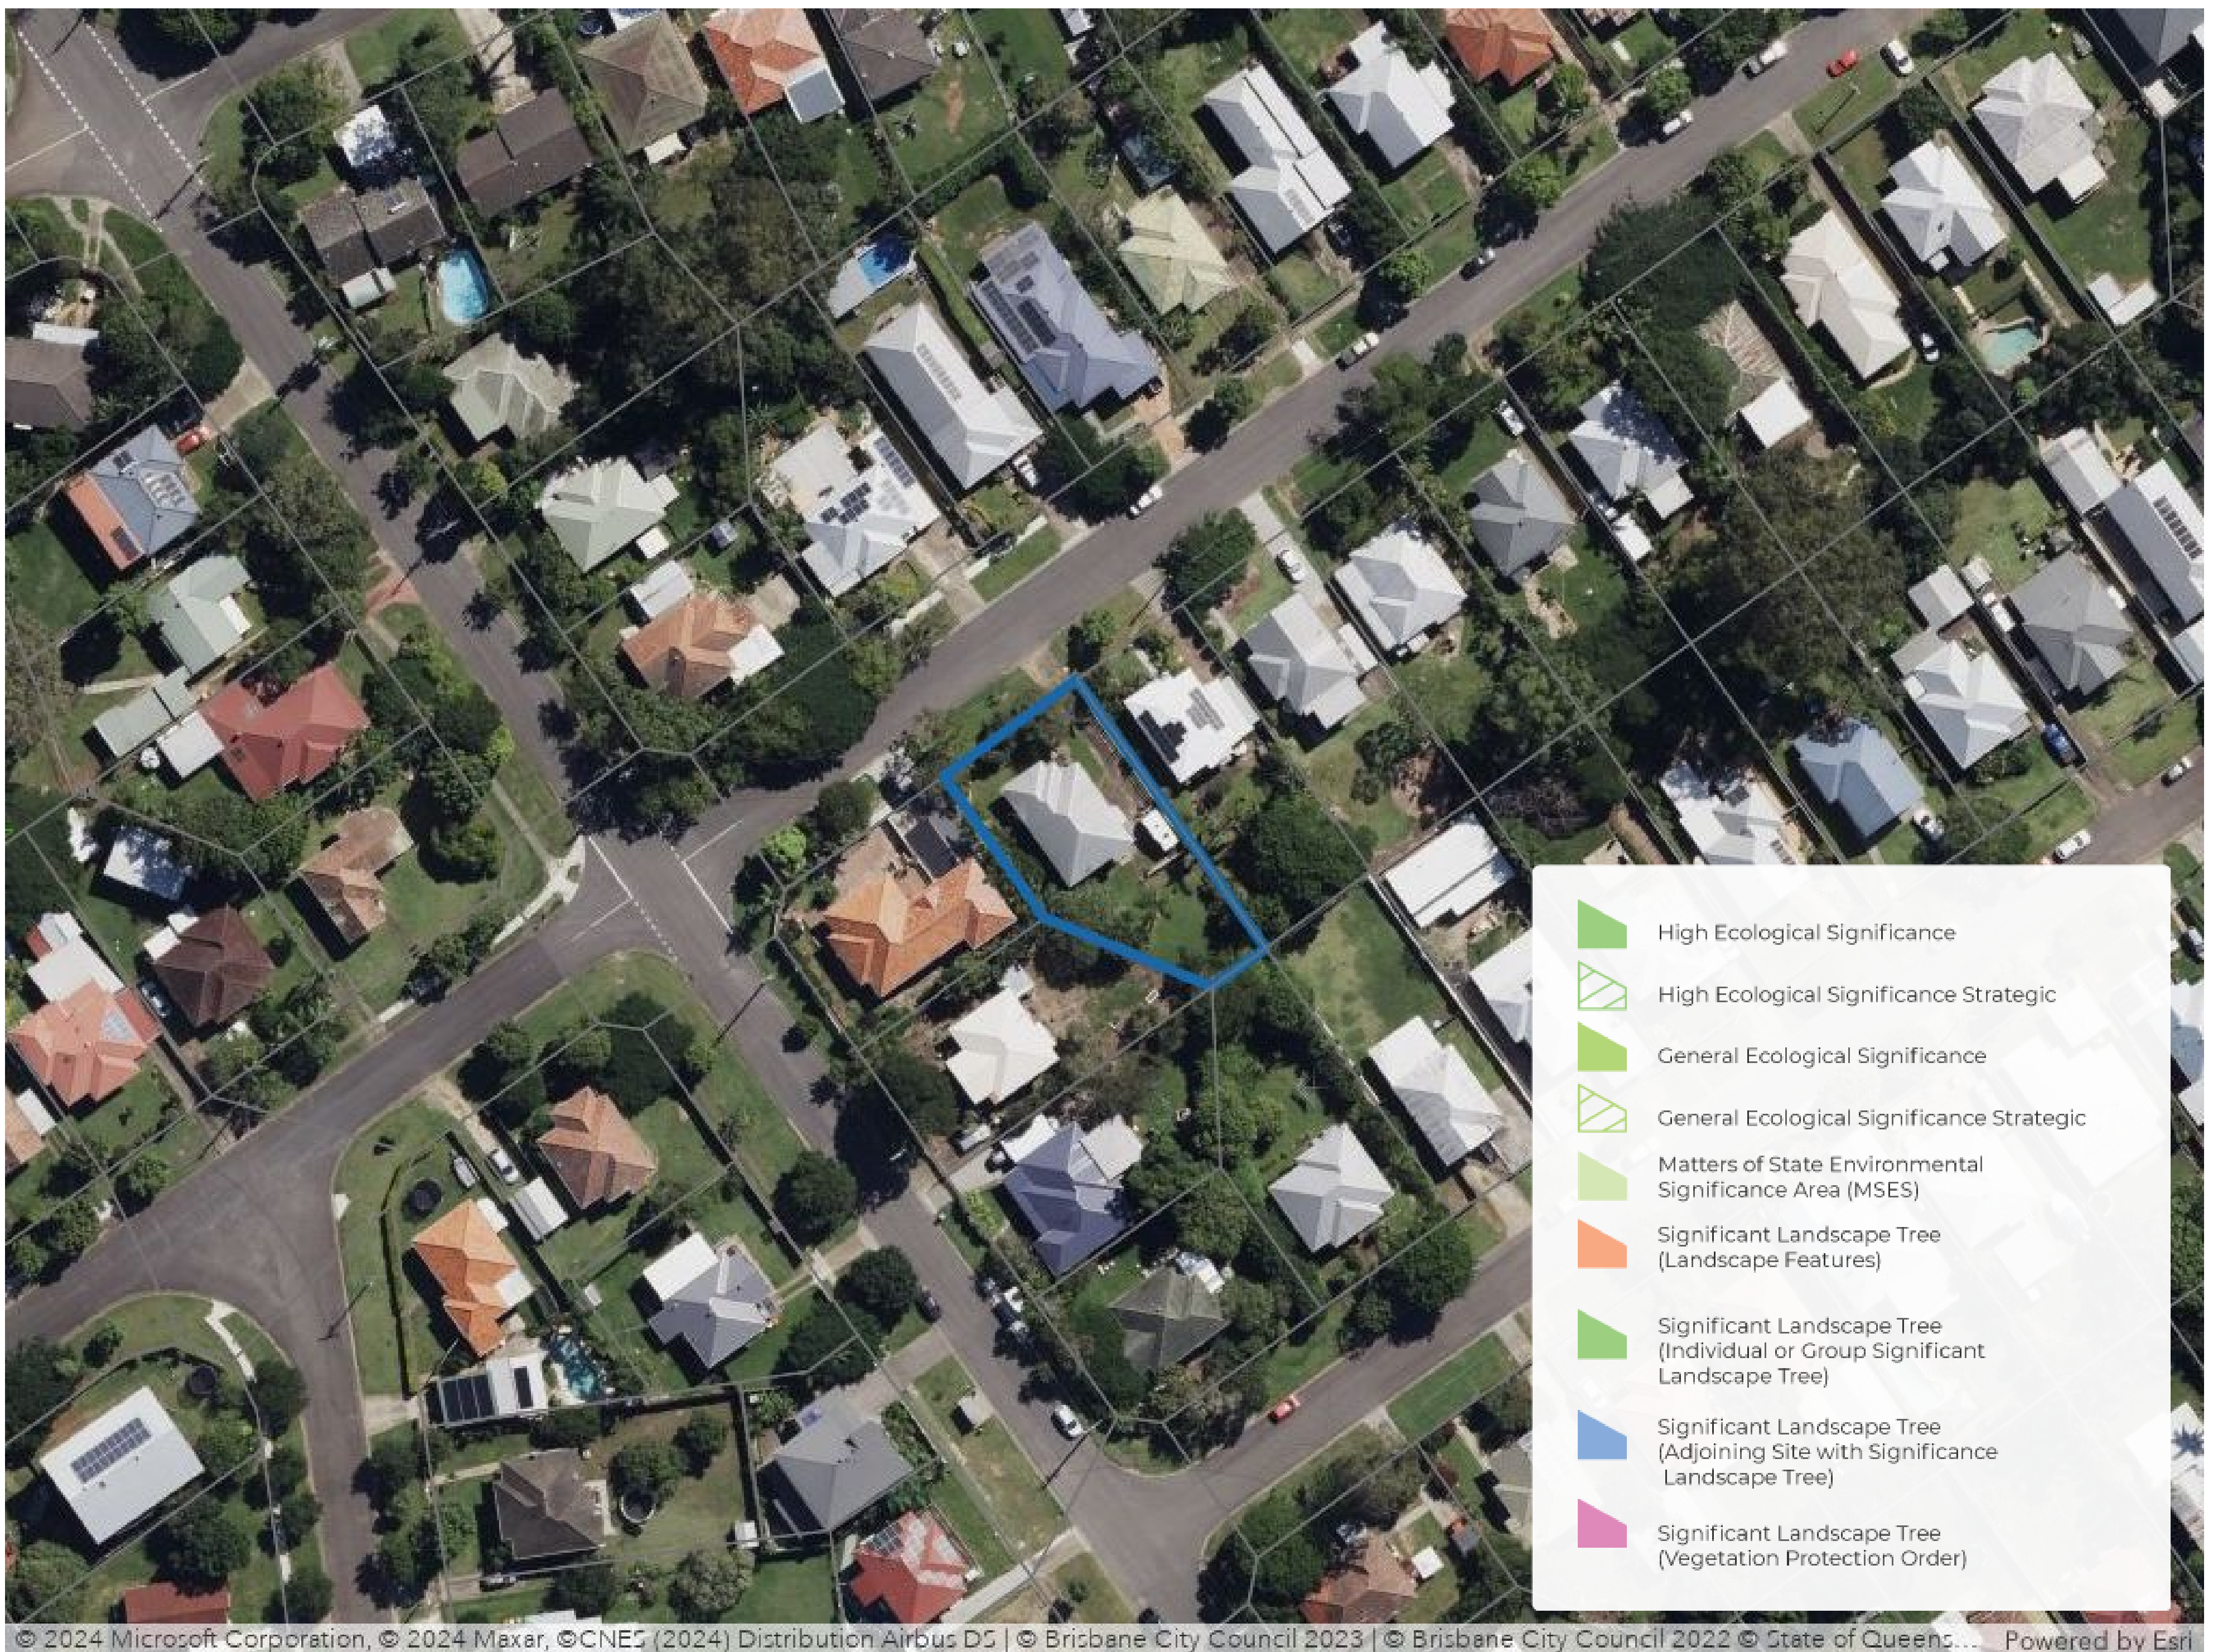 High Ecological Significance
High Ecological Significance Strategic
General Ecological Significance
General Ecological Significance Strategic
Matters of State Environmental
Significance Area (MSES)
Significant Landscape Tree
(Landscape Features)
Significant Landscape Tree
(Individual or Group Significant
Landscape Tree)
Significant Landscape Tree
(Adjoining Site with Significance
Landscape Tree)
Significant Landscape Tree
(Vegetation Protection Order)
© 2024 Microsoft Corporation, © 2024 Maxar, ©CNES (2024) Distribution Airbus DS | © Brisbane City Council 2023 | © Brisbane City Council 2022 © State of Queens... Powered by Esri